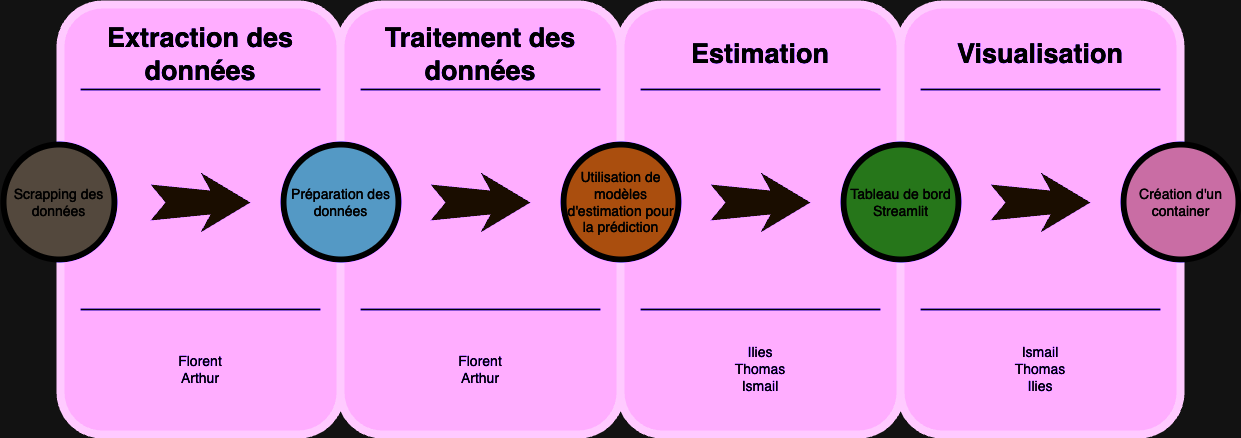 Extraction des
données
Traitement des
données
Estimation
Visualisation
Scrapping des
données
Préparation des
données
Utilisation de
modèles
d'estimation pour
la prédiction
Tableau de bord
Streamlit
Création d'un
container
Florent
Arthur
Florent
Arthur
Ilies
Thomas
Ismail
Ismail
Thomas
Ilies